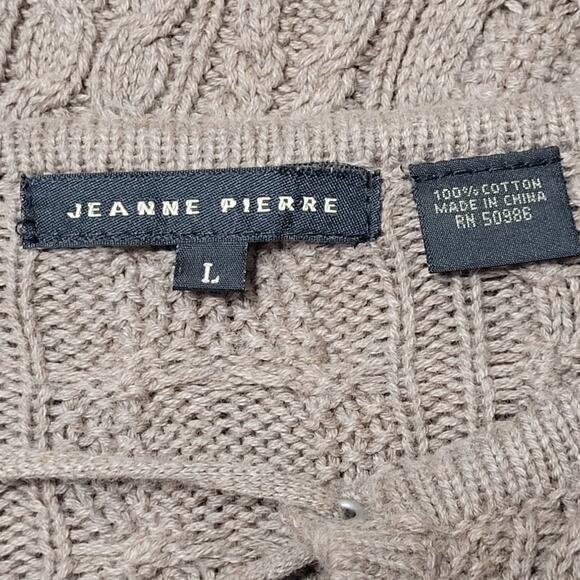 JEANNE PIERRE
L
100% COTTON
MADE IN CHINA
RN 50986